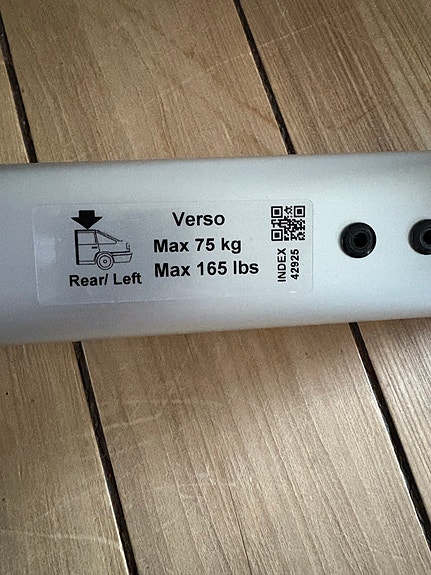 Verso
Max 75 kg
Max 165 lbs
Rear/ Left
INDEX
42925